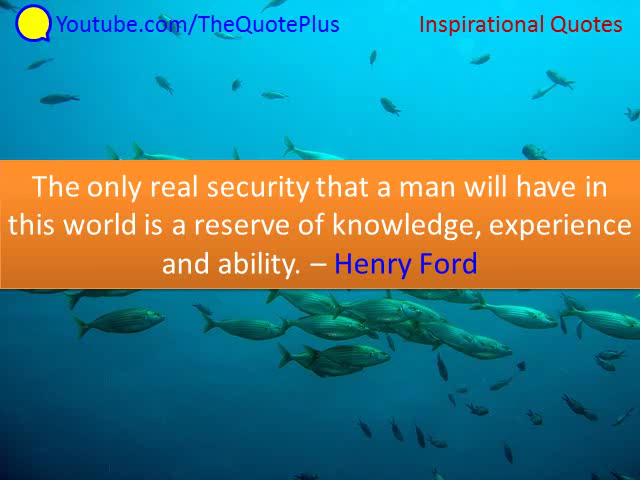 Youtube.com/TheQuotePlus
Inspirational Quotes
The only real security that a man will have in
this world is a reserve of knowledge, experience
and ability. – Henry Ford